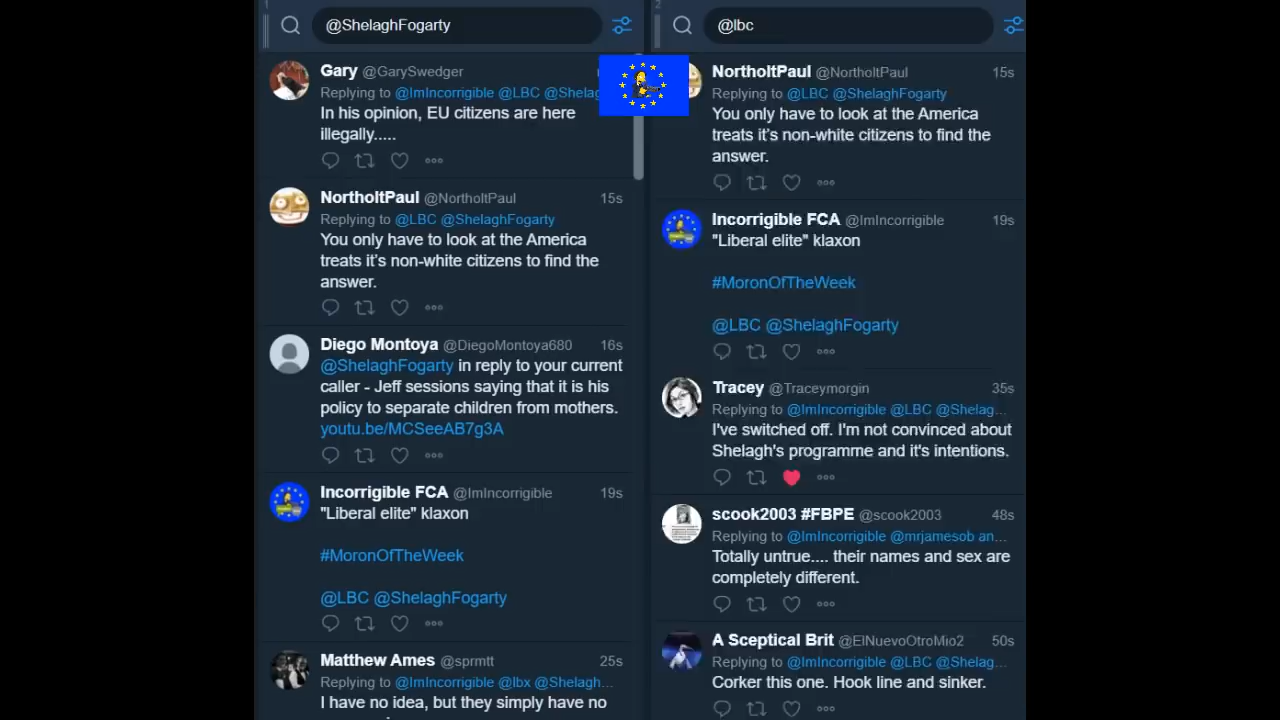 1
@ShelaghFogarty
Gary @GarySwedger
Replying to @ImIncorrigible @LBC @Shelag
In his opinion, EU citizens are here
illegally.....
NortholtPaul @NortholtPaul 15s
Replying to @LBC @ShelaghFogarty
You only have to look at the America
treats it's non-white citizens to find the
answer.
Diego Montoya @DiegoMontoya680 16s
@ShelaghFogarty in reply to your current
caller - Jeff sessions saying that it is his
policy to separate children from mothers.
youtu.be/MCSeeAB7g3A
Incorrigible FCA @ImIncorrigible 19s
"Liberal elite" klaxon
#MoronOfTheWeek
@LBC @ShelaghFogarty
Matthew Ames @sprmtt 25s
Replying to @ImIncorrigible @lbx @Shelagh...
I have no idea, but they simply have no
2
@lbc
NortholtPaul @NortholtPaul 15s
Replying to @LBC @ShelaghFogarty
You only have to look at the America
treats it's non-white citizens to find the
answer.
Incorrigible FCA @ImIncorrigible 19s
"Liberal elite" klaxon
#MoronOfTheWeek
@LBC @ShelaghFogarty
Tracey @Traceymorgin 35s
Replying to @ImIncorrigible @LBC @Shelag...
I've switched off. I'm not convinced about
Shelagh's programme and it's intentions.
scook2003 #FBPE @scook2003 48s
Replying to @ImIncorrigible @mrjamesob an...
Totally untrue.... their names and sex are
completely different.
A Sceptical Brit @ElNuevoOtroMio2 50s
Replying to @ImIncorrigible @LBC @Shelag...
Corker this one. Hook line and sinker.